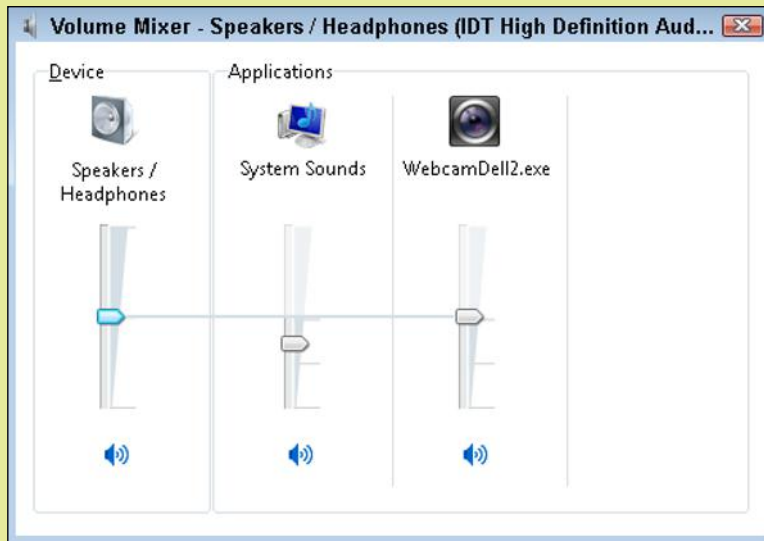 Volume Mixer - Speakers / Headphones (IDT High Definition Aud...
Device
Applications
Speakers /
Headphones
System Sounds
WebcamDell2.exe